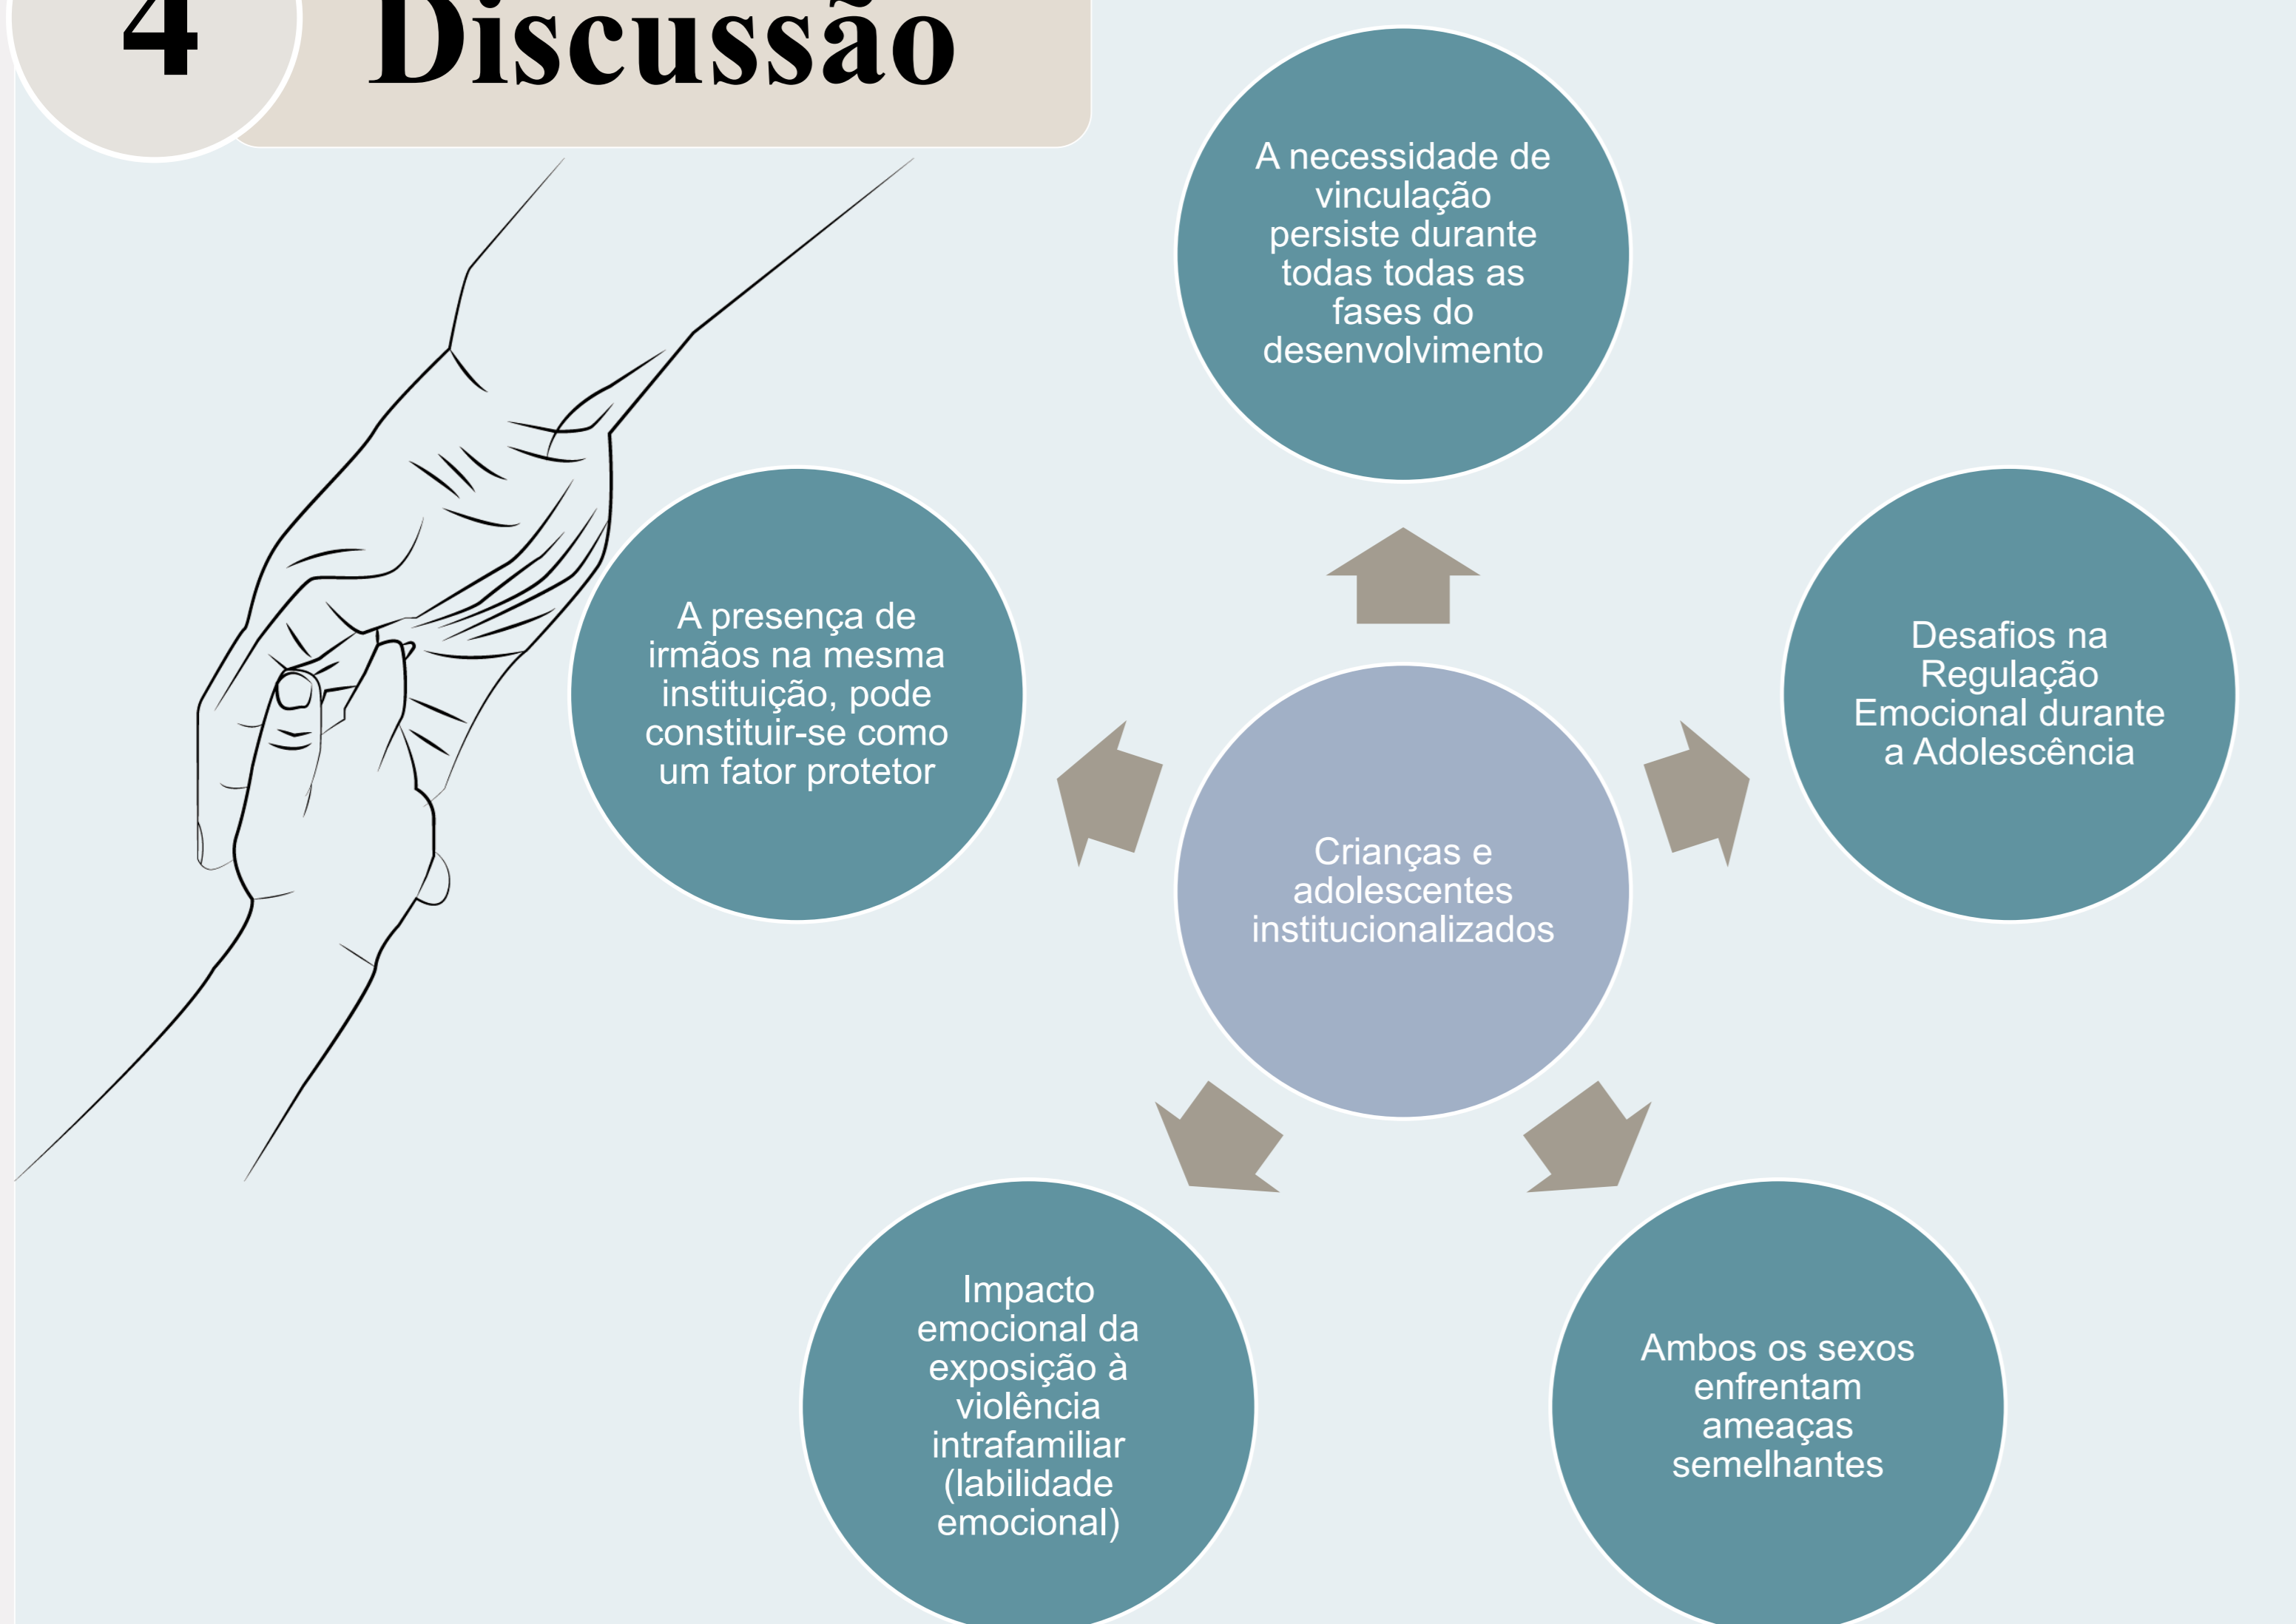 4 Discussão
A necessidade de
vinculação
persiste durante
todas todas as
fases do
desenvolvimento
Desafios na
Regulação
Emocional durante
a Adolescência
Ambos os sexos
enfrentam
ameaças
semelhantes
Impacto
emocional da
exposição à
violência
intrafamiliar
(labilidade
emocional)
A presença de
irmãos na mesma
instituição, pode
constituir-se como
um fator protetor
Crianças e
adolescentes
institucionalizados